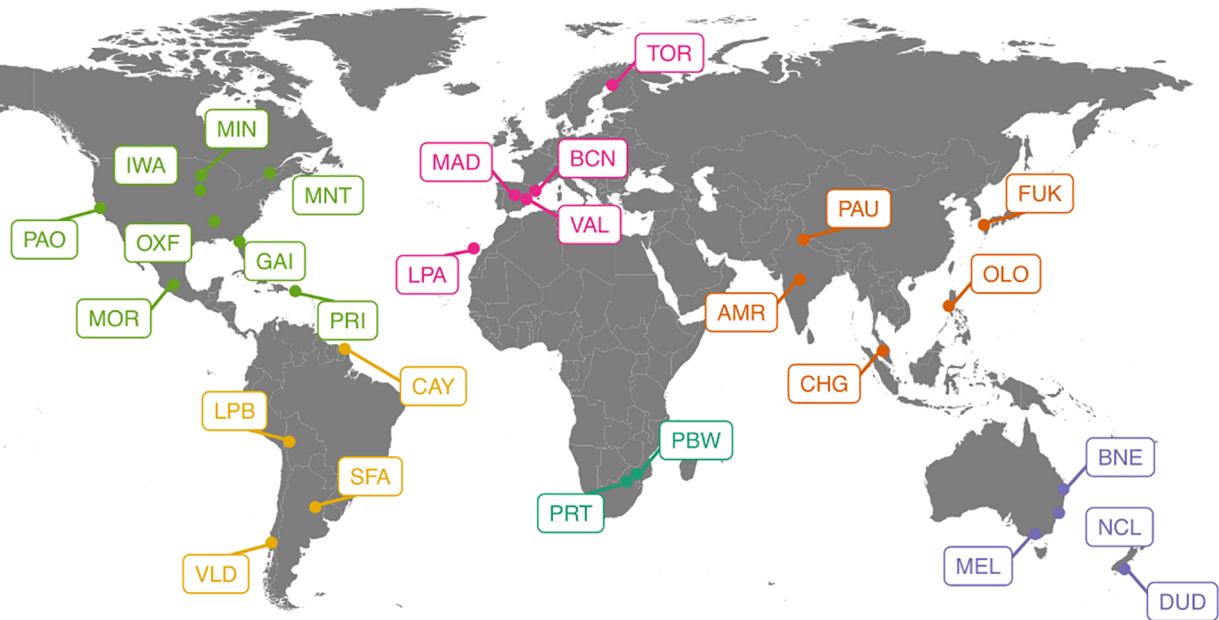 TOR
MIN
BCN
MAD
IWA
MNT
FUK
PAU
VAL
PAO
OXF
GAI
LPA
OLO
AMR
MOR
PRI
CHG
CAY
LPB
PBW
BNE
SFA
PRT
NCL
MEL
VLD
DUD